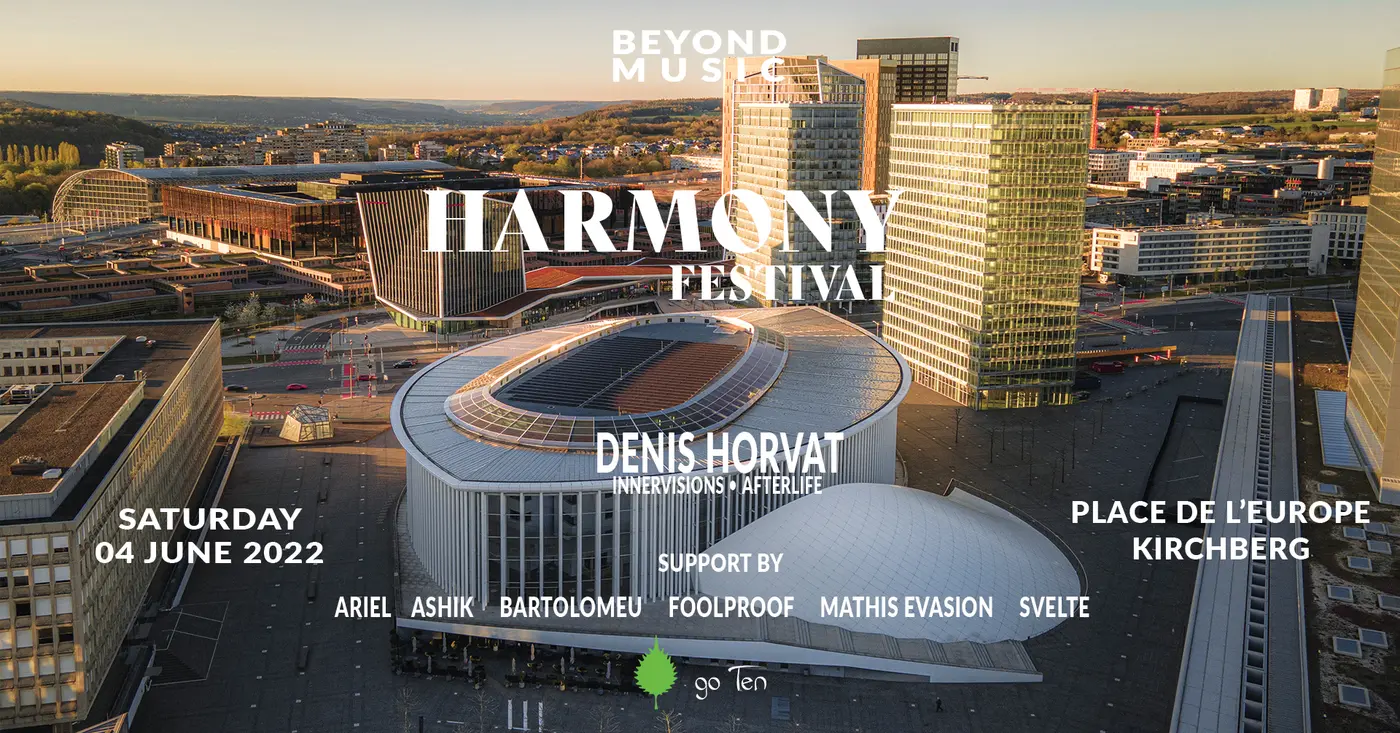 BEYOND
MUSIC
HARMONY
FESTIVAL
DENIS HORVAT
INNERVISIONS • AFTERLIFE
SATURDAY
04 JUNE 2022
PLACE DE L'EUROPE
KIRCHBERG
SUPPORT BY
ARIEL ASHIK BARTOLOMEU FOOLPROOF MATHIS EVASION SVELTE
go Ten